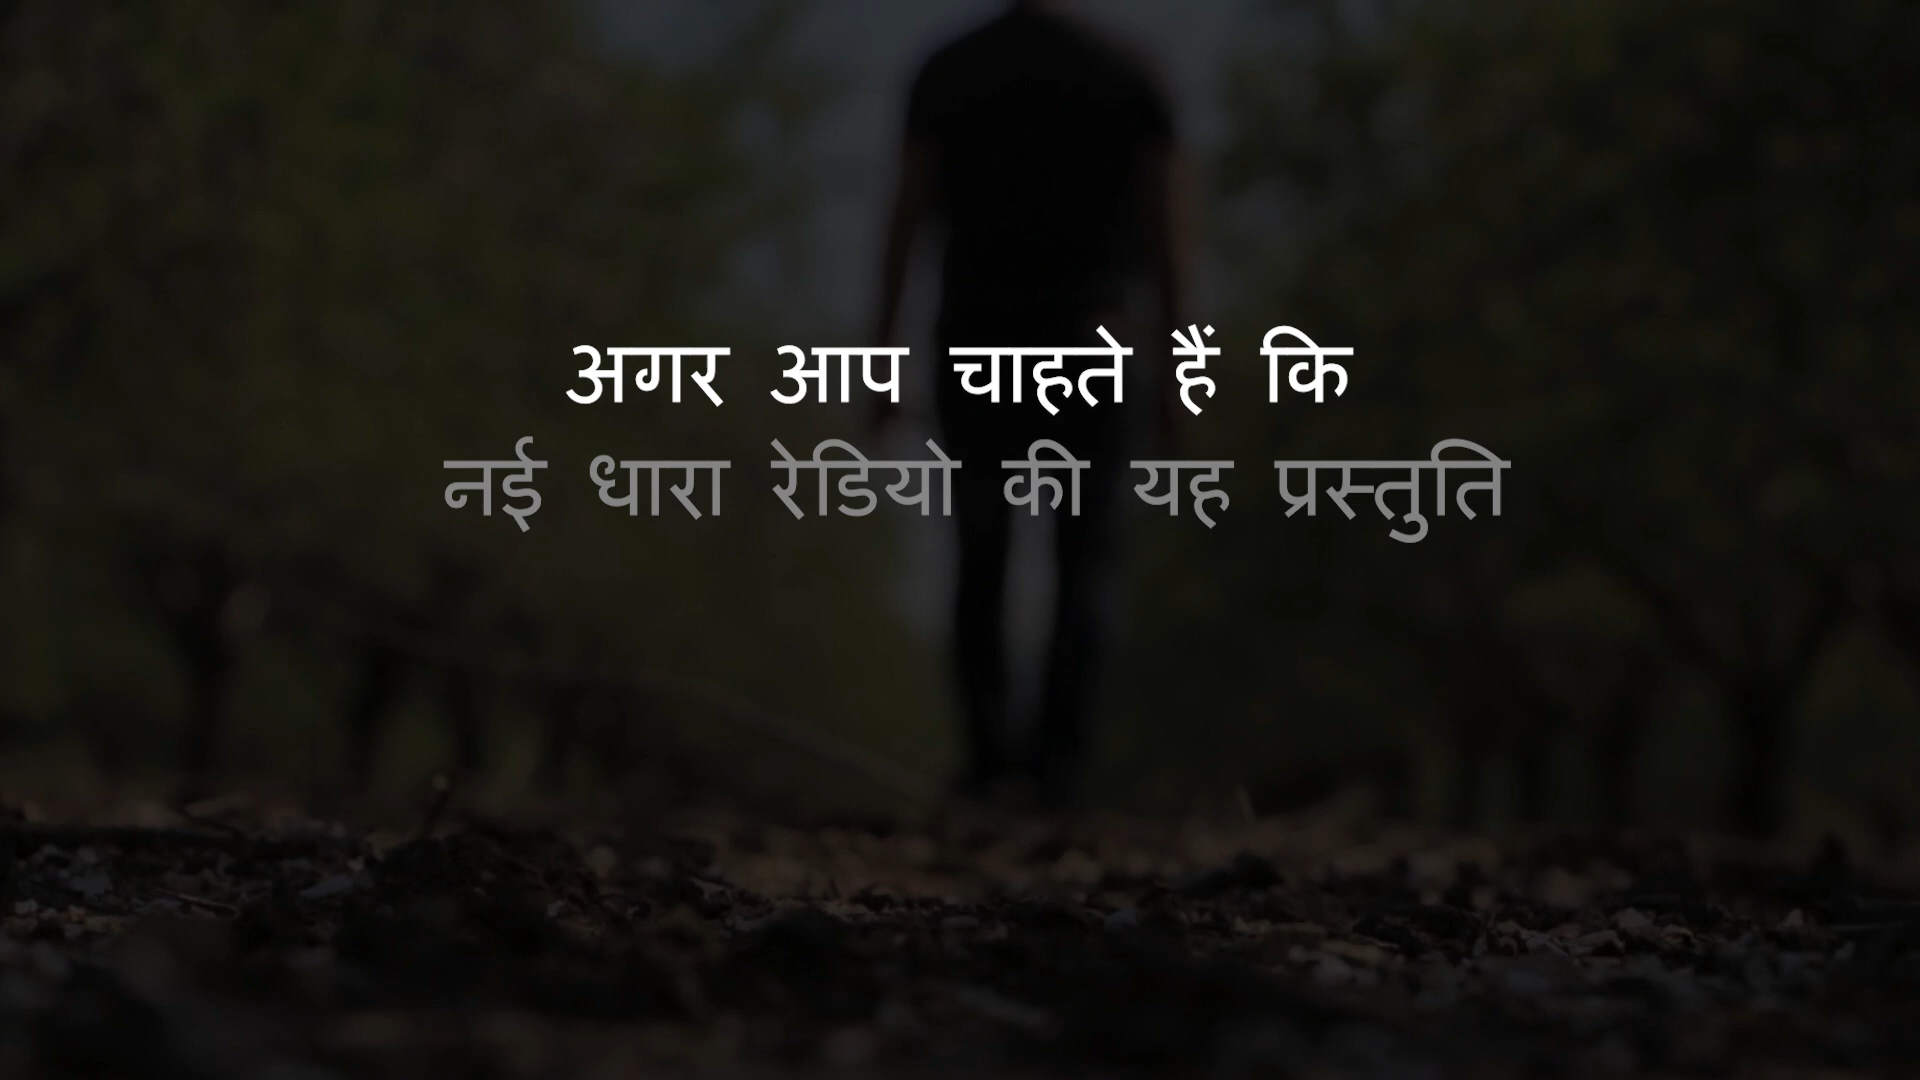 अगर आप चाहते हैं कि
नई धारा रेडियो की यह प्रस्तुति